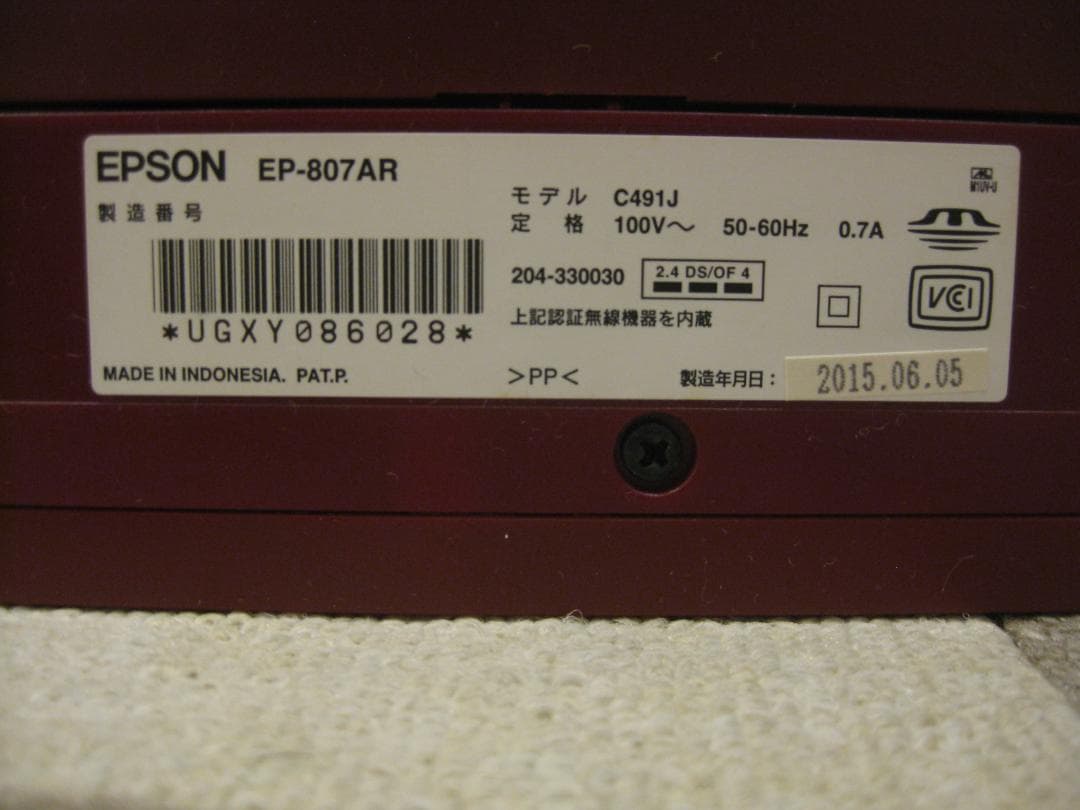 EPSON EP-807AR
製造番号
*UGXY086028*
MADE IN INDONESIA. PAT.P.
モデル C491J
定格 100V～ 50-60Hz 0.7A
204-330030 2.4 DS/OF 4
上記認証無線機器を内蔵
>PP<
製造年月日： 2015.06.05
M1UV-U
VCI